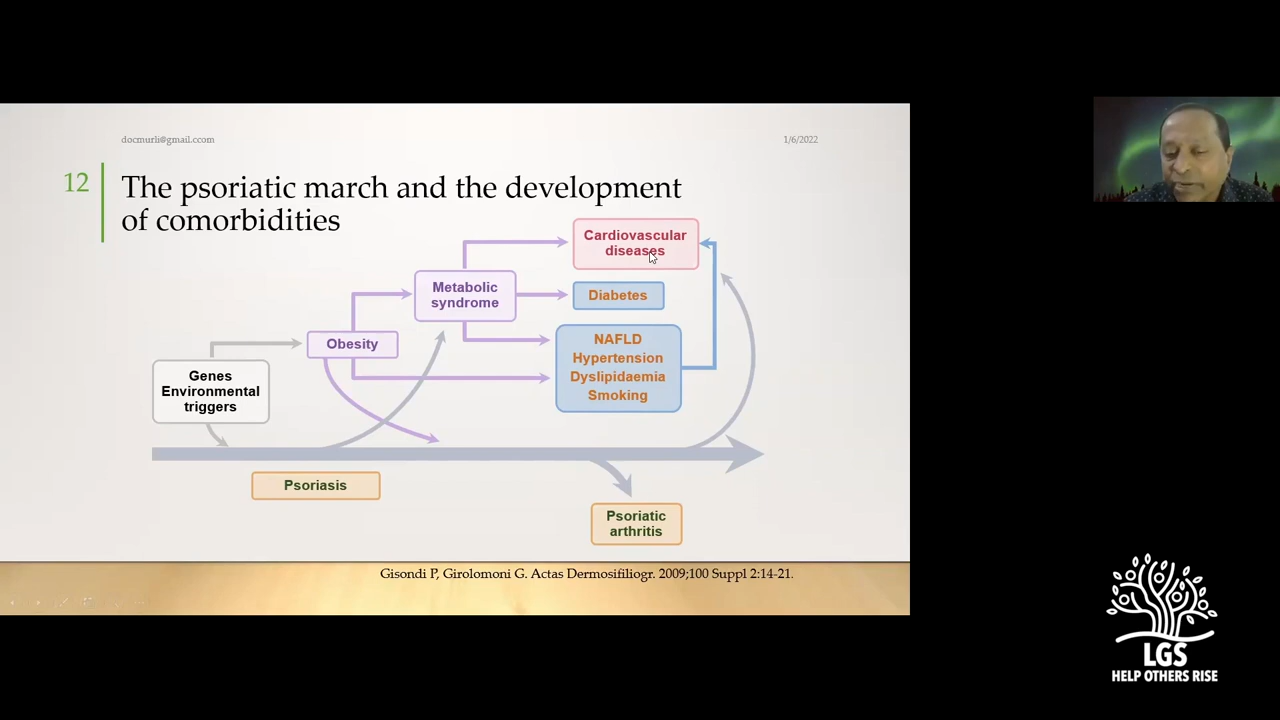 docmurli@gmail.ccom
1/6/2022
12
The psoriatic march and the development
of comorbidities
Cardiovascular
diseases
Metabolic
syndrome
Diabetes
Obesity
NAFLD
Hypertension
Dyslipidaemia
Smoking
Genes
Environmental
triggers
Psoriasis
Psoriatic
arthritis
Gisondi P, Girolomoni G. Actas Dermosifiliogr. 2009;100 Suppl 2:14-21.
LGS
HELP OTHERS RISE